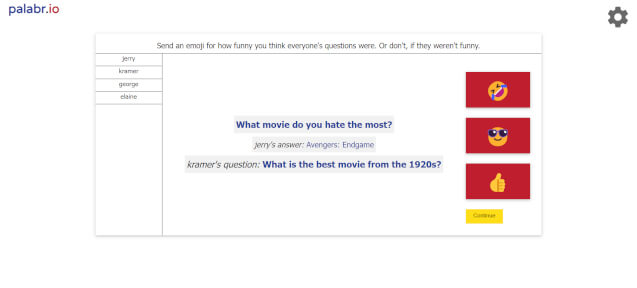 palabr.io
Send an emoji for how funny you think everyone's questions were. Or don't, if they weren't funny.
jerry
kramer
george
elaine
What movie do you hate the most?
jerry's answer: Avengers: Endgame
kramer's question: What is the best movie from the 1920s?
Continue